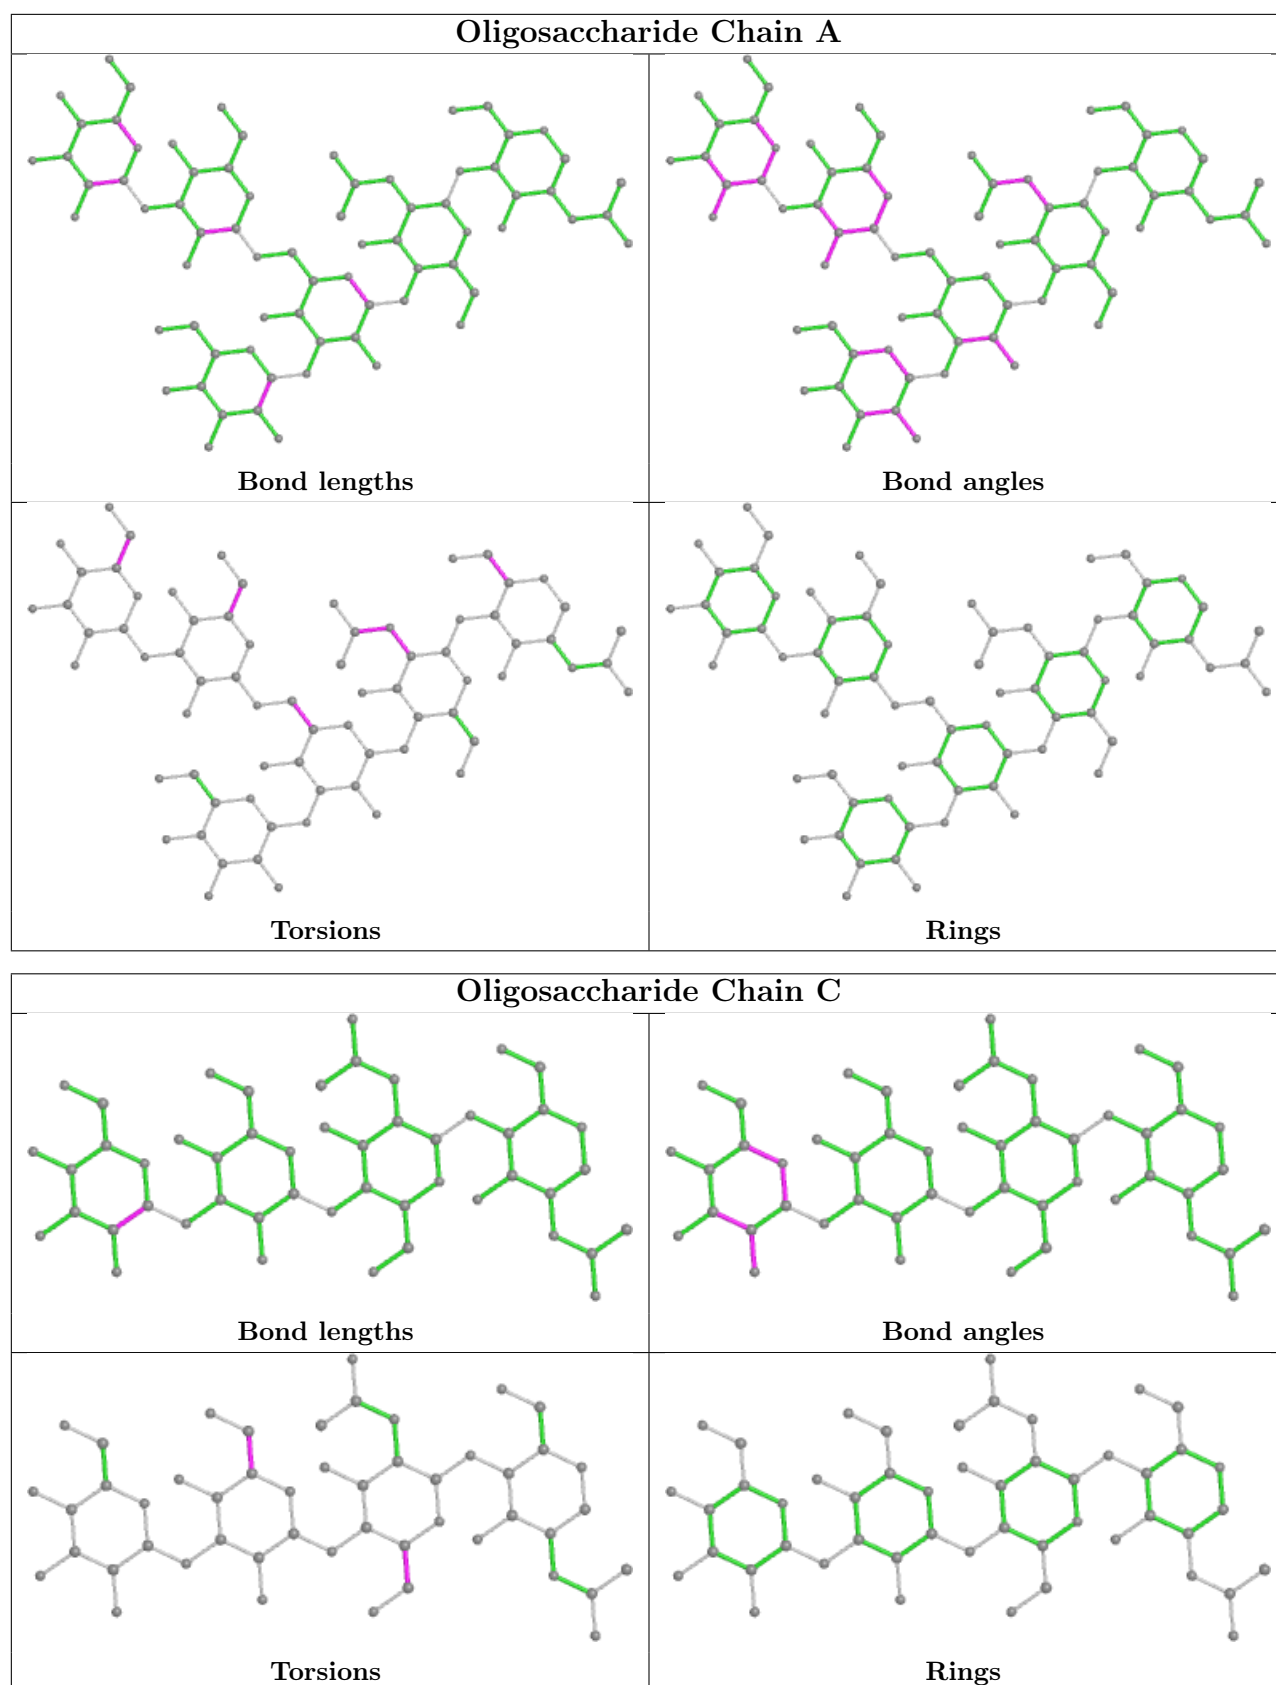 Oligosaccharide Chain A
Bond lengths
Bond angles
Torsions
Rings
Oligosaccharide Chain C
Bond lengths
Bond angles
Torsions
Rings